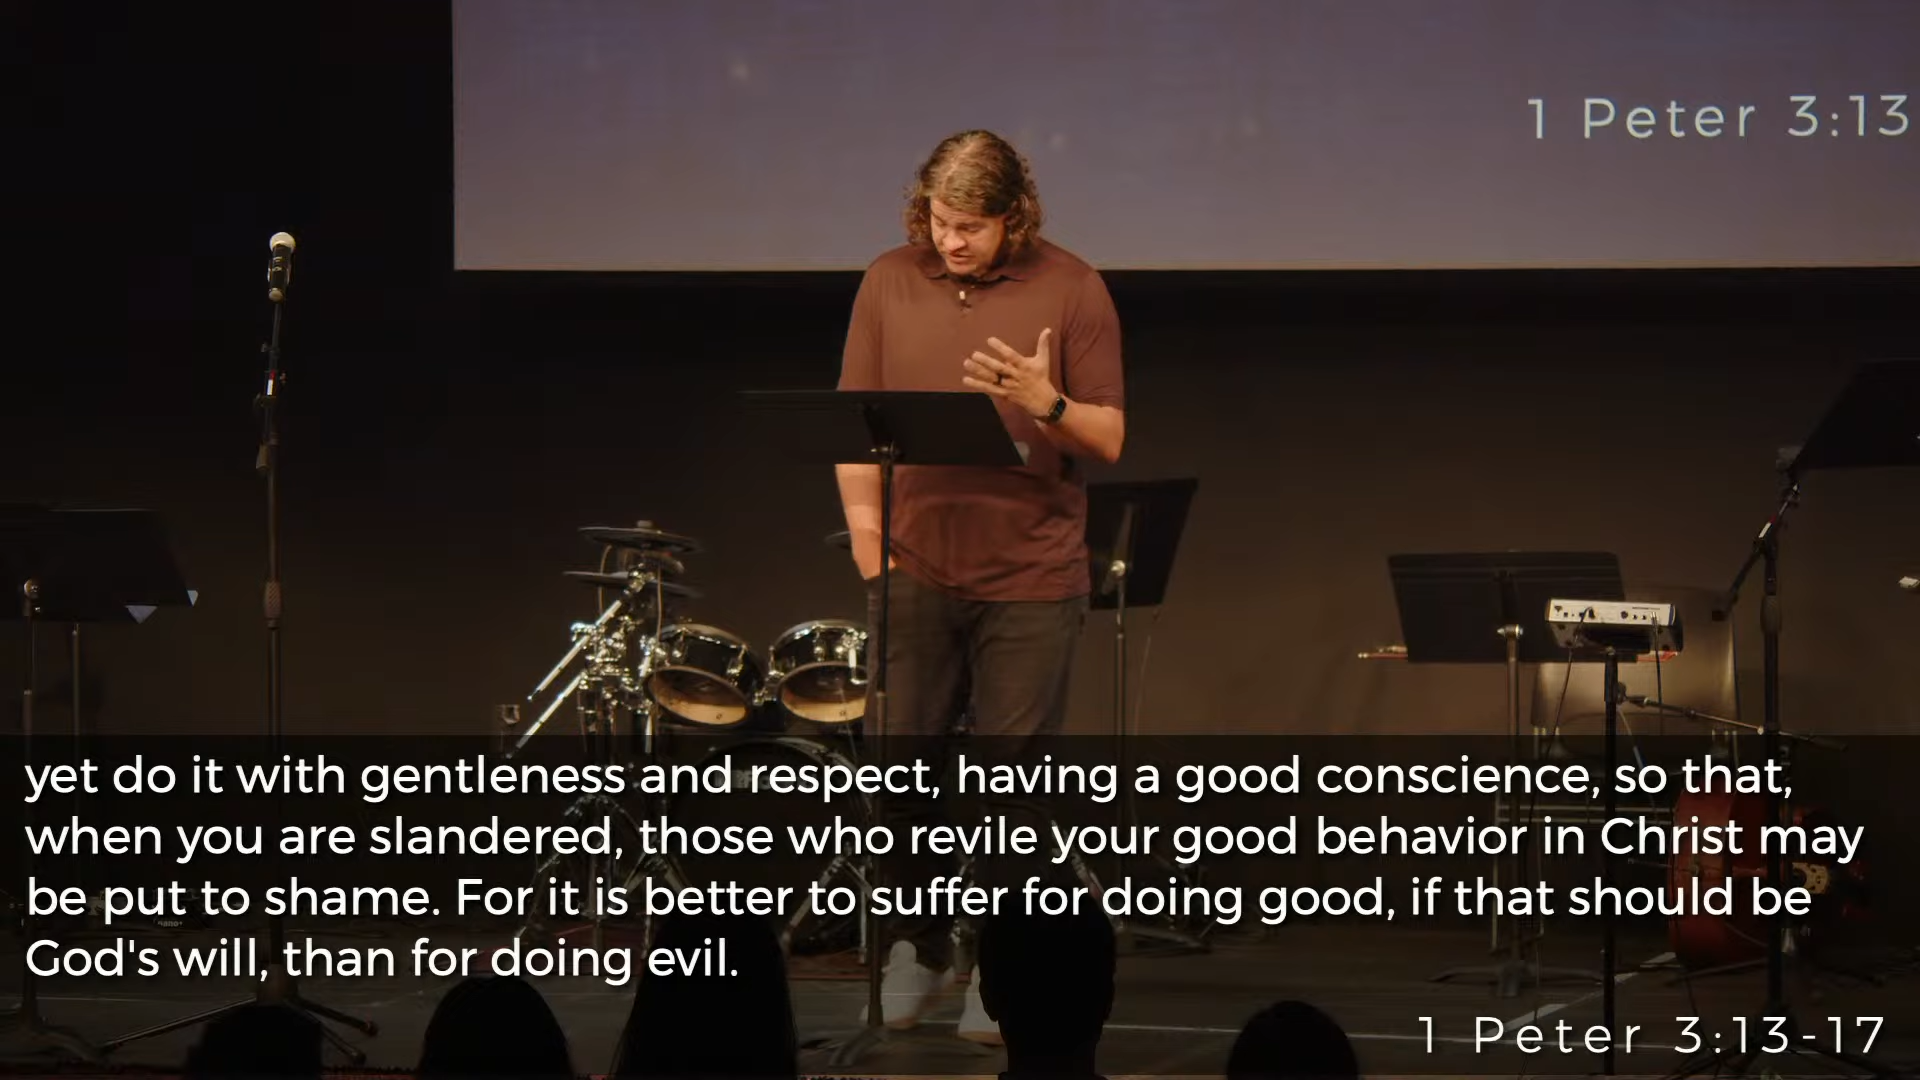 1 Peter 3:13
yet do it with gentleness and respect, having a good conscience, so that,
when you are slandered, those who revile your good behavior in Christ may
be put to shame. For it is better to suffer for doing good, if that should be
God's will, than for doing evil.
1 Peter 3:13-17